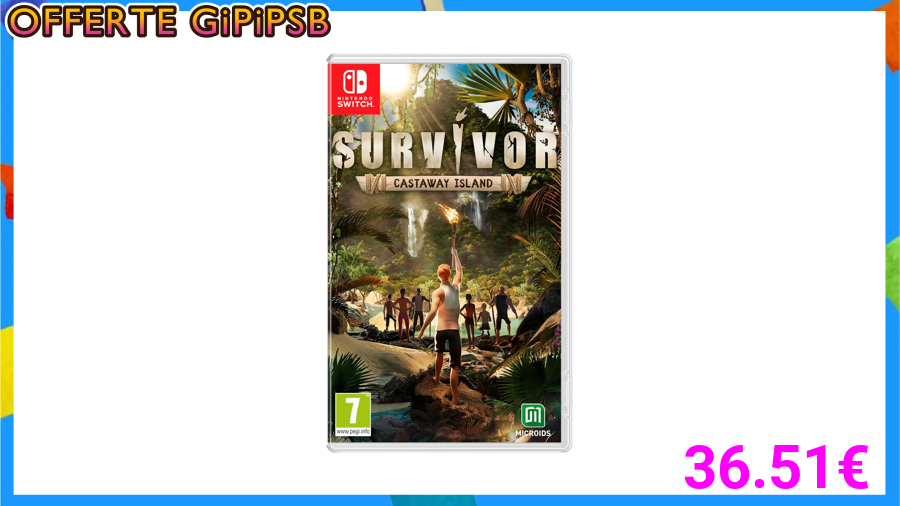 OFFERTE GiPiPSB
NINTENDO
SWITCH
SURVIVOR
CASTAWAY ISLAND
7
www.pegi.info
MICROIDS
36.51€